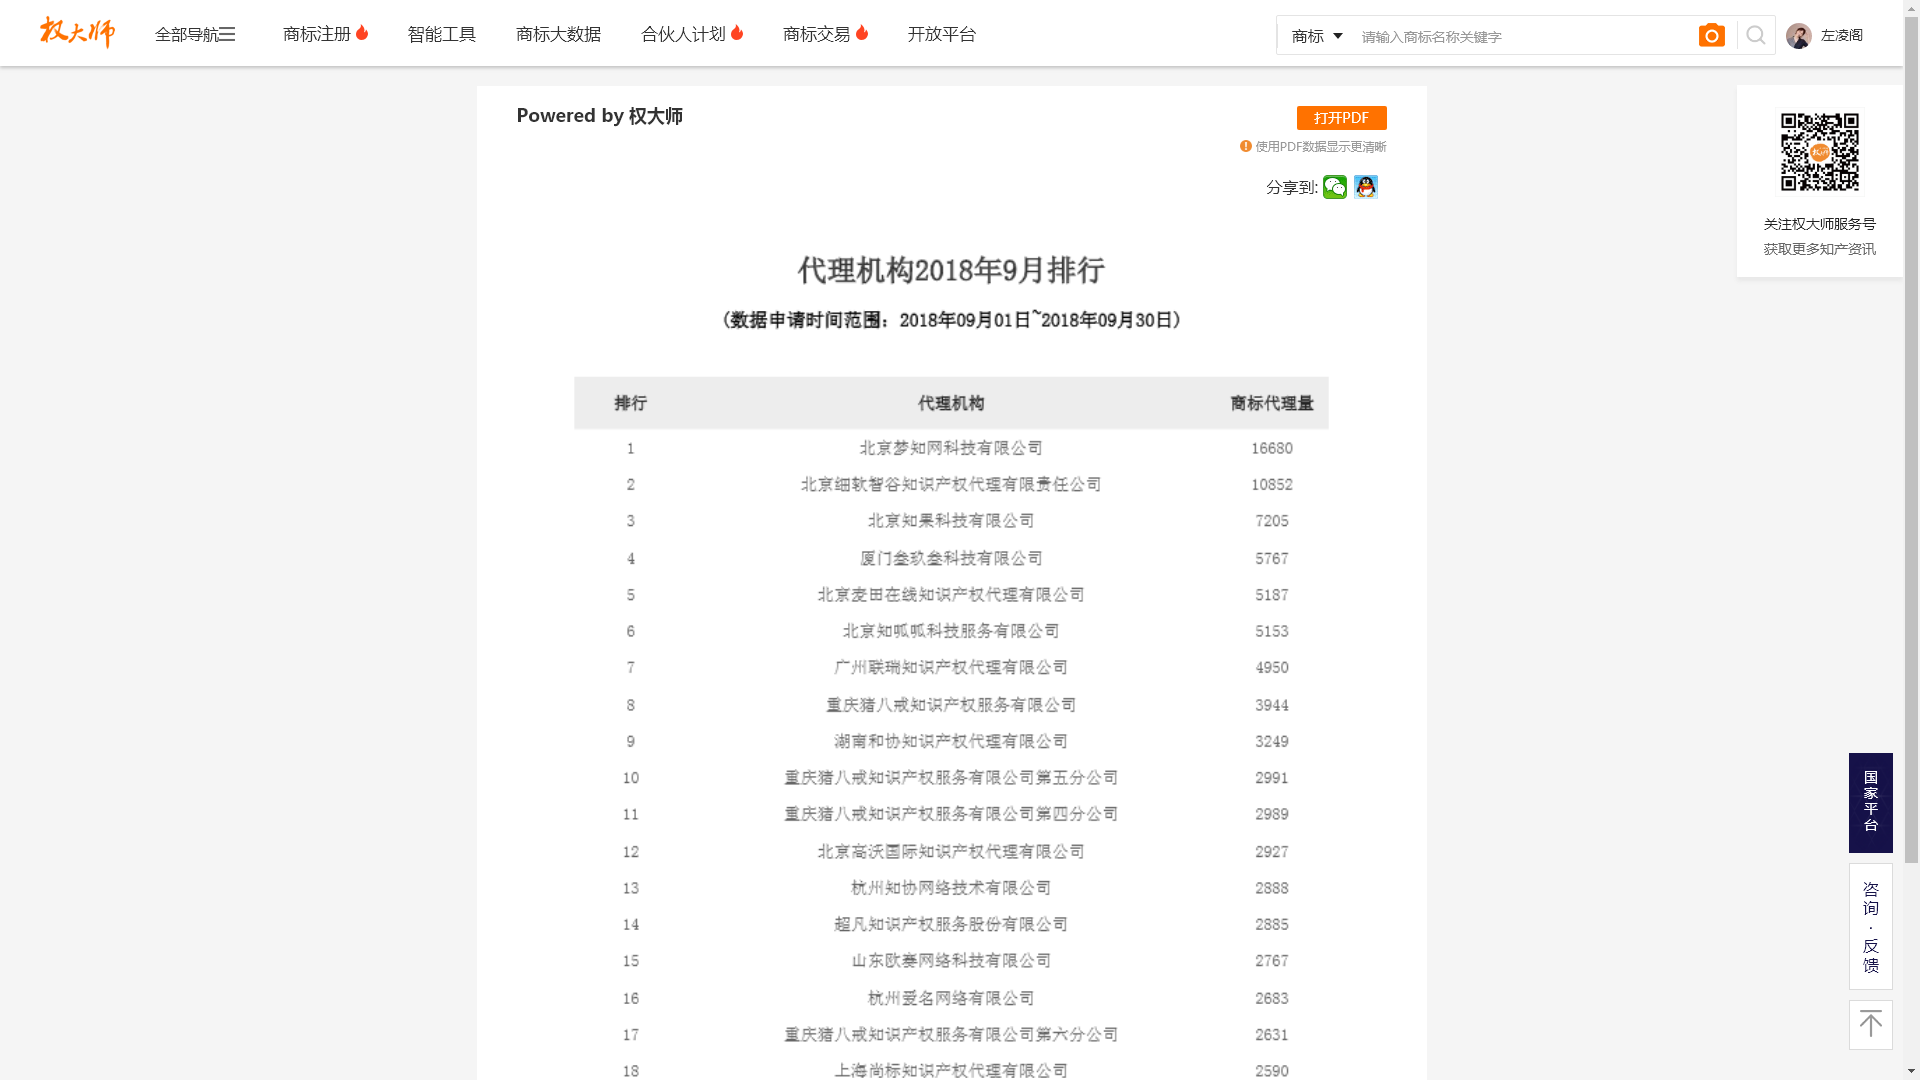 权大师
全部导航
商标注册
智能工具
商标大数据
合伙人计划
商标交易
开放平台
商标
请输入商标名称关键字
左凌阁
Powered by 权大师
打开PDF
使用PDF数据显示更清晰
分享到:
关注权大师服务号
获取更多知产资讯
代理机构2018年9月排行
(数据申请时间范围：2018年09月01日~2018年09月30日)
排行 代理机构 商标代理量
1 北京梦知网科技有限公司 16680
2 北京细软智谷知识产权代理有限责任公司 10852
3 北京知果科技有限公司 7205
4 厦门叁玖叁科技有限公司 5767
5 北京麦田在线知识产权代理有限公司 5187
6 北京知呱呱科技服务有限公司 5153
7 广州联瑞知识产权代理有限公司 4950
8 重庆猪八戒知识产权服务有限公司 3944
9 湖南和协知识产权代理有限公司 3249
10 重庆猪八戒知识产权服务有限公司第五分公司 2991
11 重庆猪八戒知识产权服务有限公司第四分公司 2989
12 北京高沃国际知识产权代理有限公司 2927
13 杭州知协网络技术有限公司 2888
14 超凡知识产权服务股份有限公司 2885
15 山东欧赛网络科技有限公司 2767
16 杭州爱名网络有限公司 2683
17 重庆猪八戒知识产权服务有限公司第六分公司 2631
18 上海尚标知识产权代理有限公司 2590
国家平台
咨询·反馈